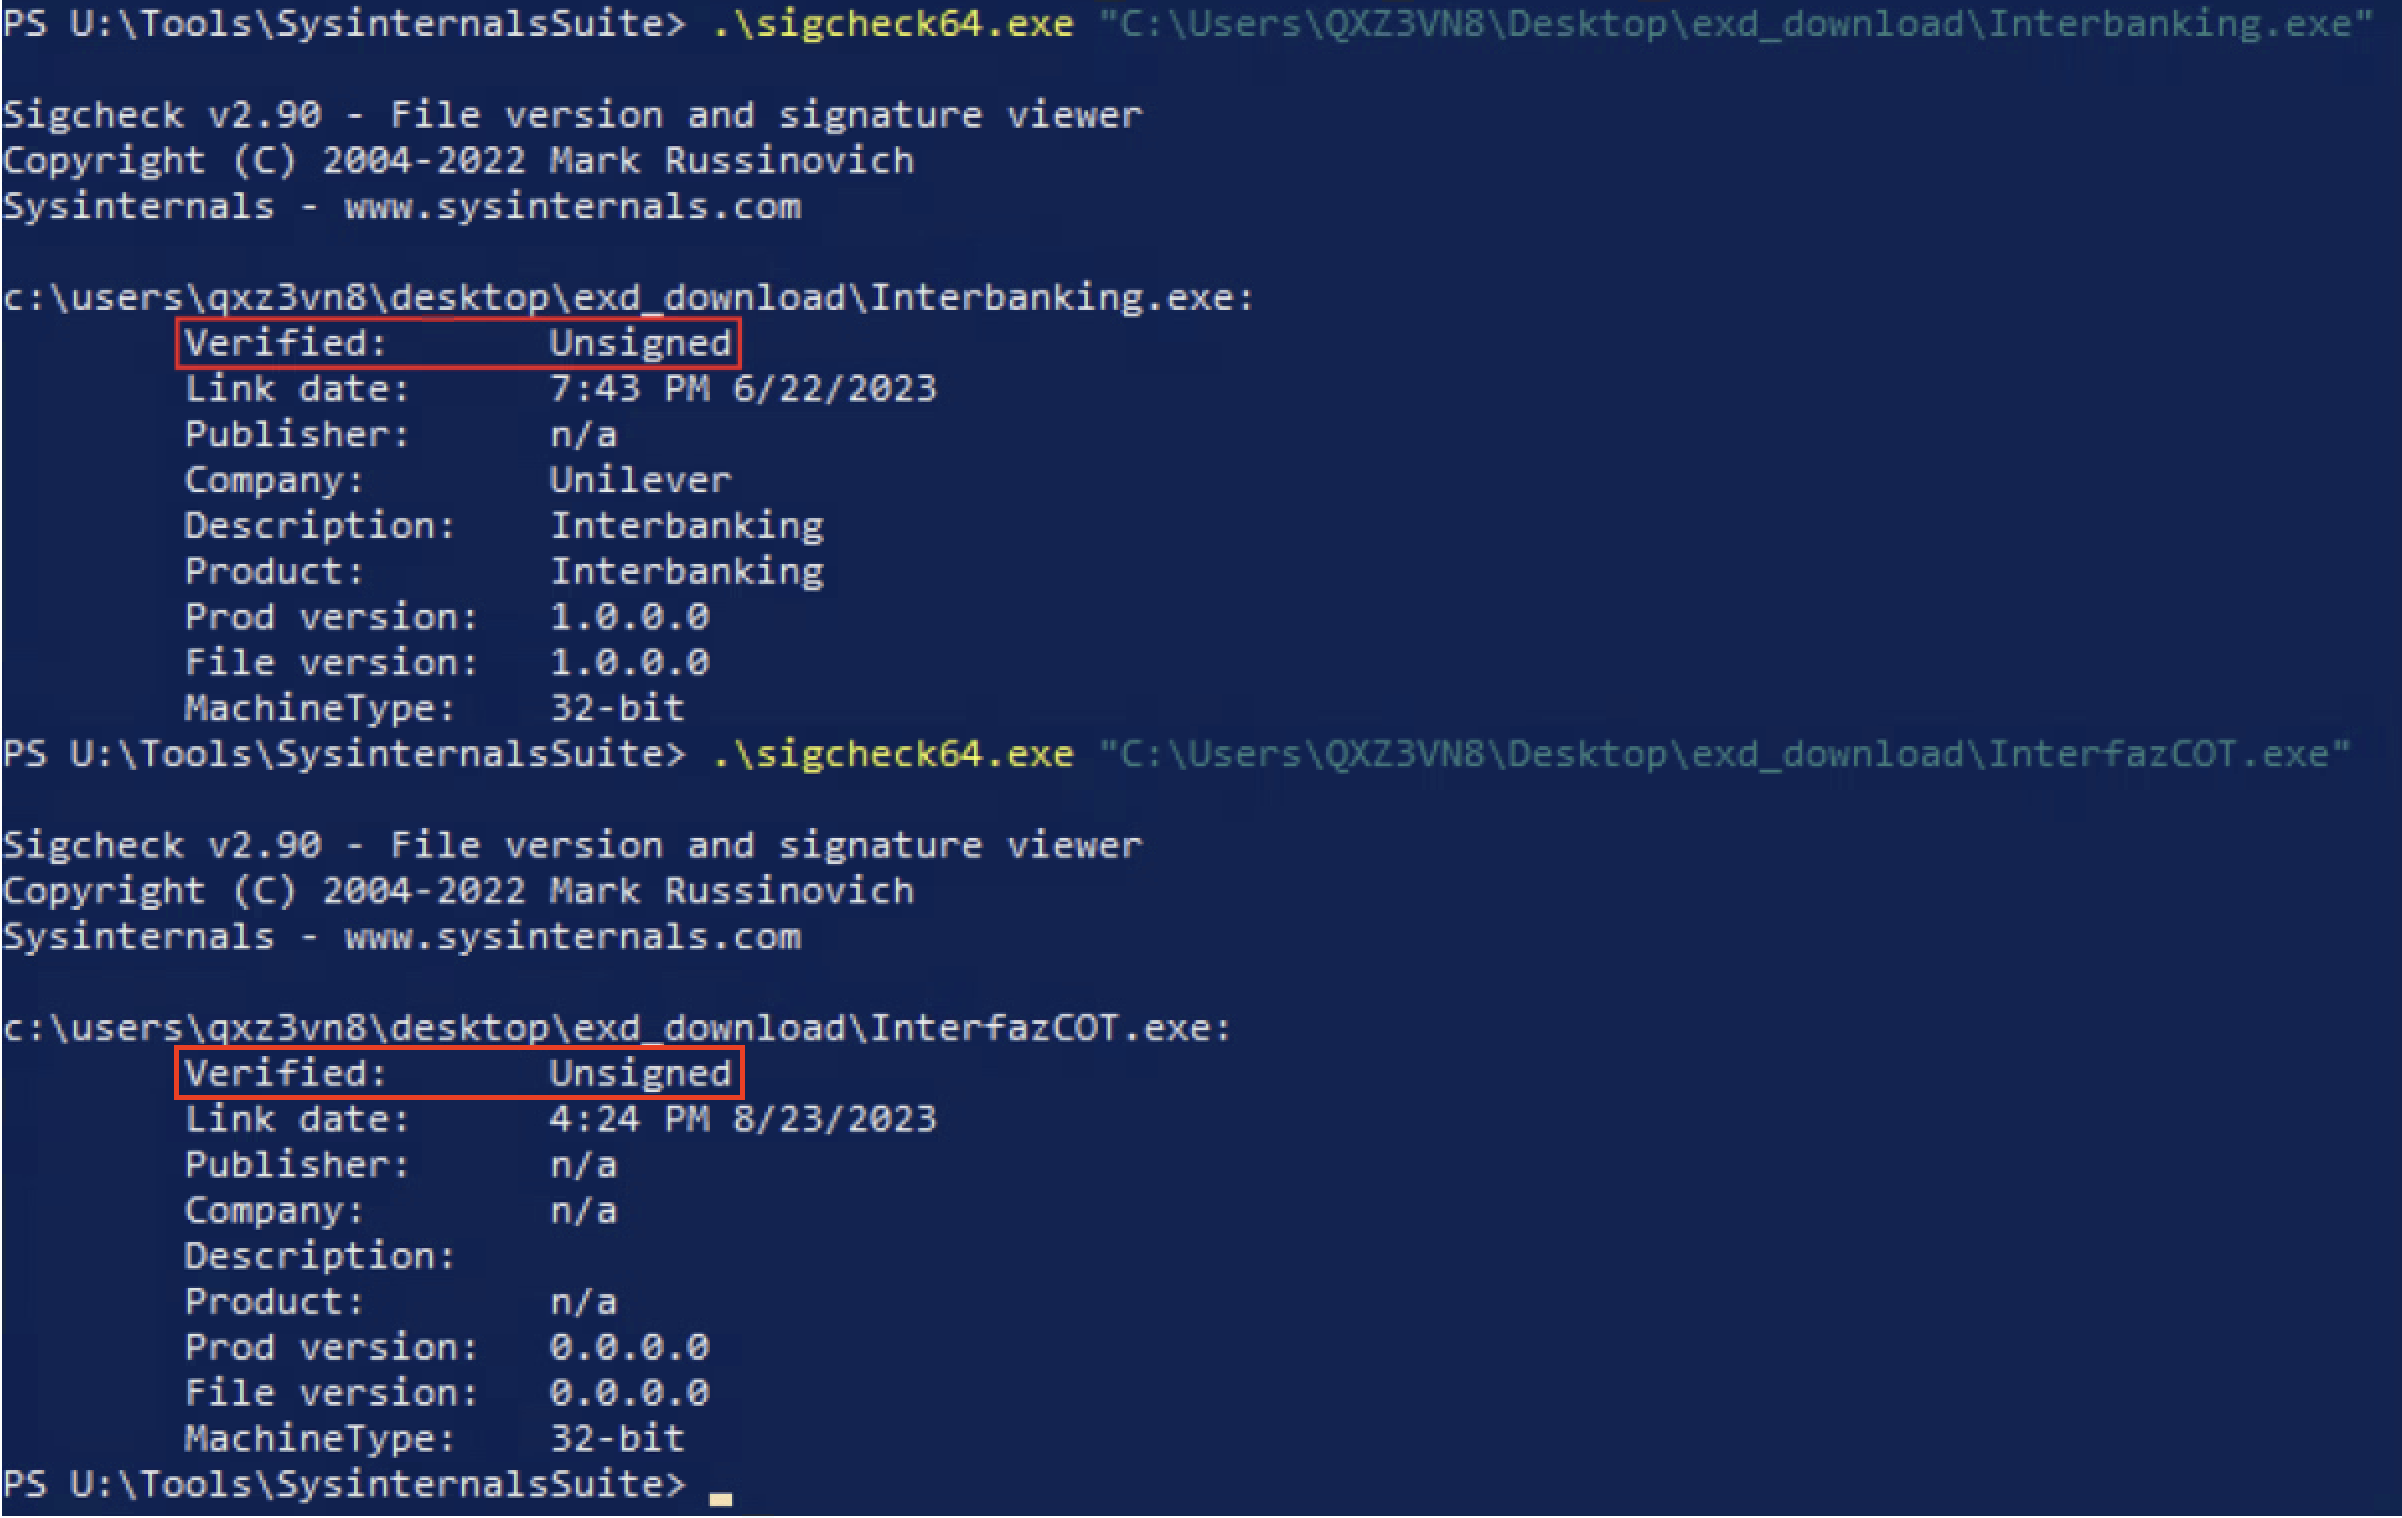 PS U:\Tools\SysinternalsSuite> .\sigcheck64.exe "C:\Users\QXZ3VN8\Desktop\exd_download\Interbanking.exe"
Sigcheck v2.90 - File version and signature viewer
Copyright (C) 2004-2022 Mark Russinovich
Sysinternals - www.sysinternals.com
c:\users\qxz3vn8\desktop\exd_download\Interbanking.exe:
Verified: Unsigned
Link date: 7:43 PM 6/22/2023
Publisher: n/a
Company: Unilever
Description: Interbanking
Product: Interbanking
Prod version: 1.0.0.0
File version: 1.0.0.0
MachineType: 32-bit
PS U:\Tools\SysinternalsSuite> .\sigcheck64.exe "C:\Users\QXZ3VN8\Desktop\exd_download\InterfazCOT.exe"
Sigcheck v2.90 - File version and signature viewer
Copyright (C) 2004-2022 Mark Russinovich
Sysinternals - www.sysinternals.com
c:\users\qxz3vn8\desktop\exd_download\InterfazCOT.exe:
Verified: Unsigned
Link date: 4:24 PM 8/23/2023
Publisher: n/a
Company: n/a
Description:
Product: n/a
Prod version: 0.0.0.0
File version: 0.0.0.0
MachineType: 32-bit
PS U:\Tools\SysinternalsSuite>